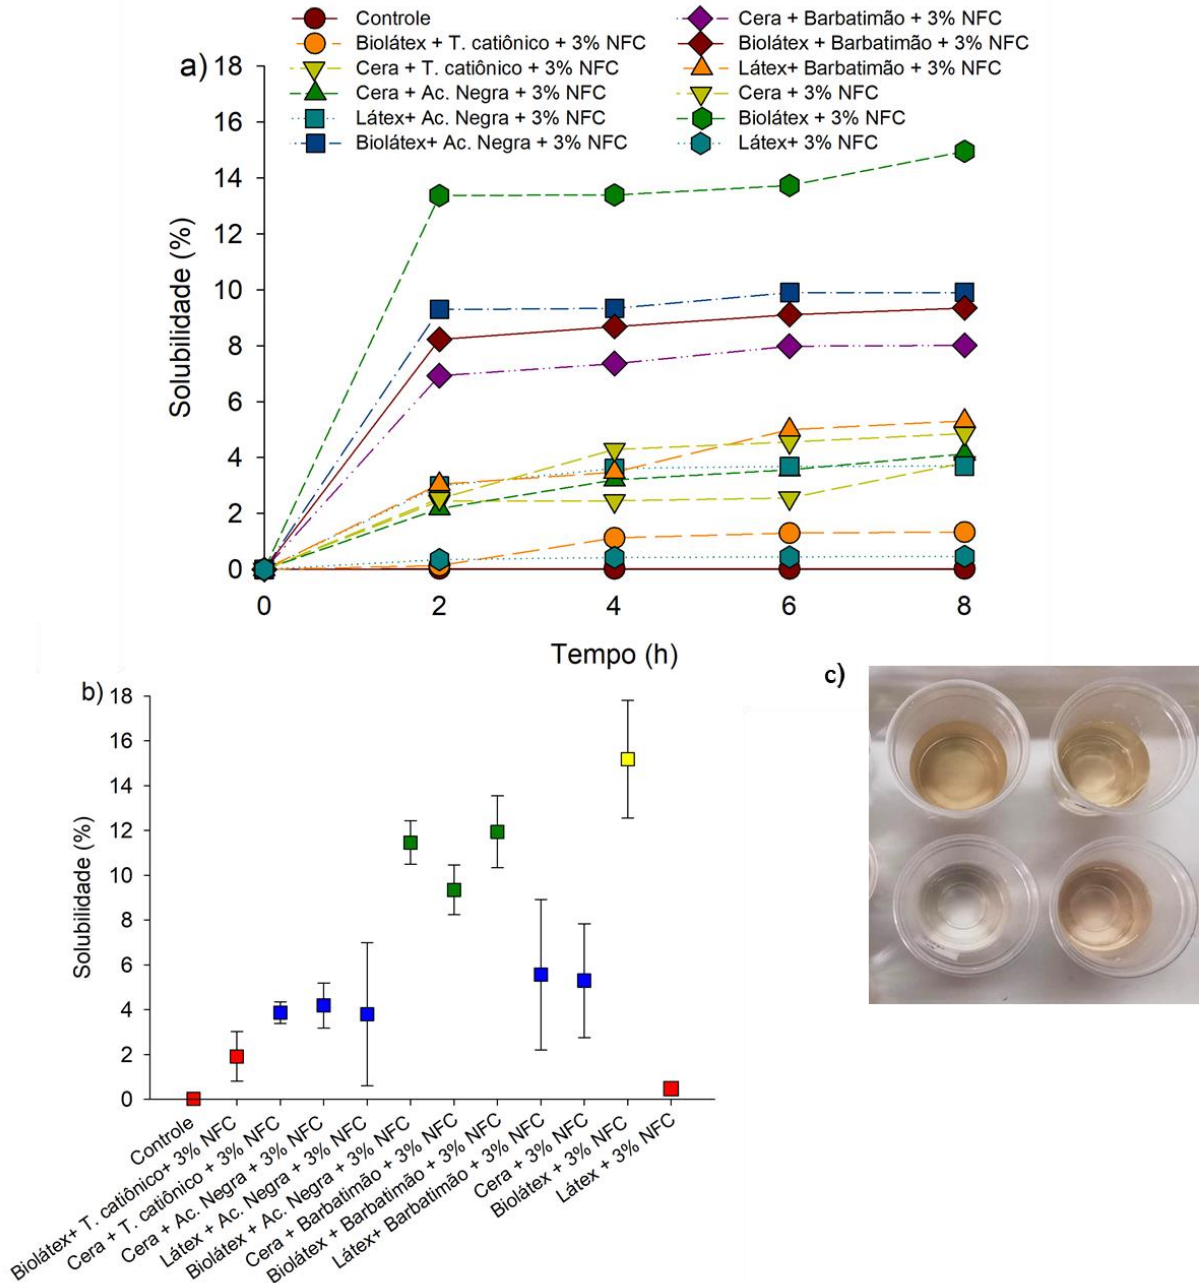 Controle
Biolátex + T. catiônico + 3% NFC
Cera + T. catiônico + 3% NFC
Cera + Ac. Negra + 3% NFC
Látex+ Ac. Negra + 3% NFC
Biolátex+ Ac. Negra + 3% NFC
Cera + Barbatimão + 3% NFC
Biolátex + Barbatimão + 3% NFC
Látex+ Barbatimão + 3% NFC
Cera + 3% NFC
Biolátex + 3% NFC
Látex+ 3% NFC
a)
18
16
14
12
10
8
6
4
2
0
Solubilidade (%)
0 2 4 6 8
Tempo (h)
b)
18
16
14
12
10
8
6
4
2
0
Solubilidade (%)
Controle
Biolátex+ T. catiônico+ 3% NFC
Cera + T. catiônico + 3% NFC
Cera + Ac. Negra + 3% NFC
Látex + Ac. Negra + 3% NFC
Biolátex + Ac. Negra + 3% NFC
Cera + Barbatimão + 3% NFC
Biolátex + Barbatimão + 3% NFC
Látex+ Barbatimão + 3% NFC
Cera + 3% NFC
Biolátex + 3% NFC
Látex + 3% NFC
c)